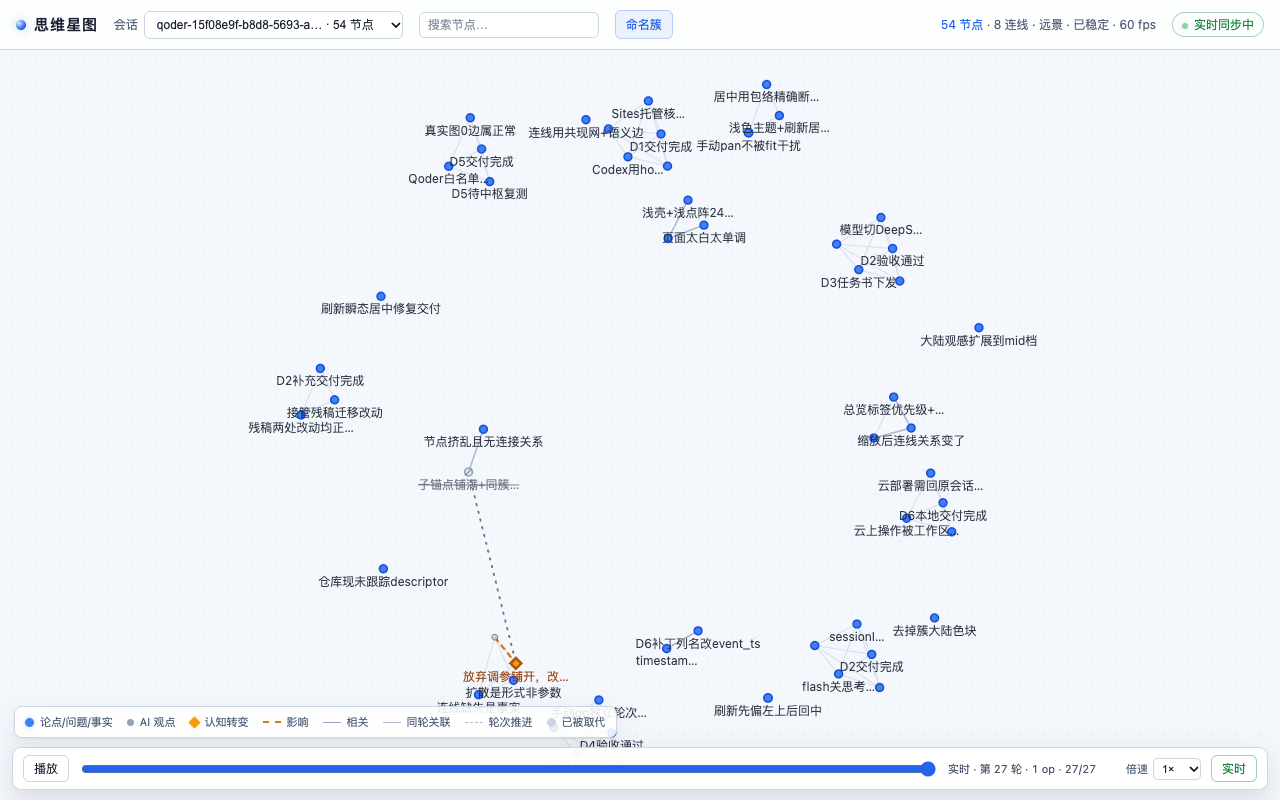 思维星图
会话
qoder-15f08e9f-b8d8-5693-a... · 54 节点
搜索节点...
命名簇
54 节点 · 8 连线 · 远景 · 已稳定 · 60 fps
实时同步中
居中用包络精确断...
Sites托管核...
真实图0边属正常
连线用共现网+语义边
浅色主题+刷新居...
D1交付完成
手动pan不被fit干扰
D5交付完成
Codex用ho...
Qoder白名单...
D5待中枢复测
浅壳+浅点阵24...
页面太白太单调
模型切DeepS...
D2验收通过
D3任务书下发
刷新瞬态居中修复交付
大陆观感扩展到mid档
D2补充交付完成
接管残稿迁移改动
残稿两处改动均正...
总览标签优先级+...
缩放后连线关系变了
节点挤乱且无连接关系
子锚点铺灑+同簇...
云部署需回原会话...
D6本地交付完成
云上操作被工作区...
仓库现未跟踪descriptor
D6补丁列名改event_ts
timestam...
sessionI...
去掉簇大陆色块
D2交付完成
flash关思考...
放弃调参铺开，改...
扩散是形式非参数
连线缺失是事实
刷新先偏左上后回中
D4验收通过
论点/问题/事实
AI 观点
认知转变
影响
相关
同轮关联
轮次推进
已被取代
播放
实时 · 第 27 轮 · 1 op · 27/27
倍速
1×
实时